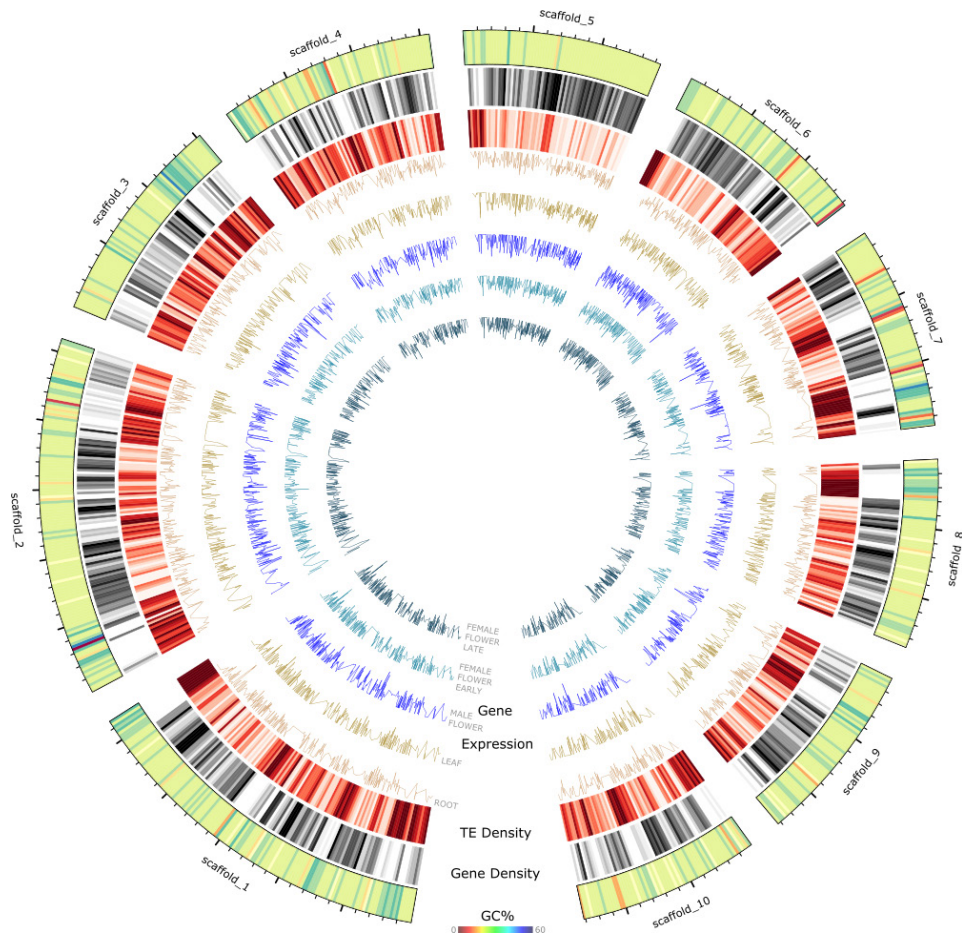 scaffold_5
scaffold_4
scaffold_6
scaffold_3
scaffold_7
scaffold_2
scaffold_8
FEMALE
FLOWER
LATE
FEMALE
FLOWER
EARLY
Gene
MALE
FLOWER
Expression
LEAF
scaffold_9
ROOT
TE Density
scaffold_1
Gene Density
scaffold_10
GC%
0 60